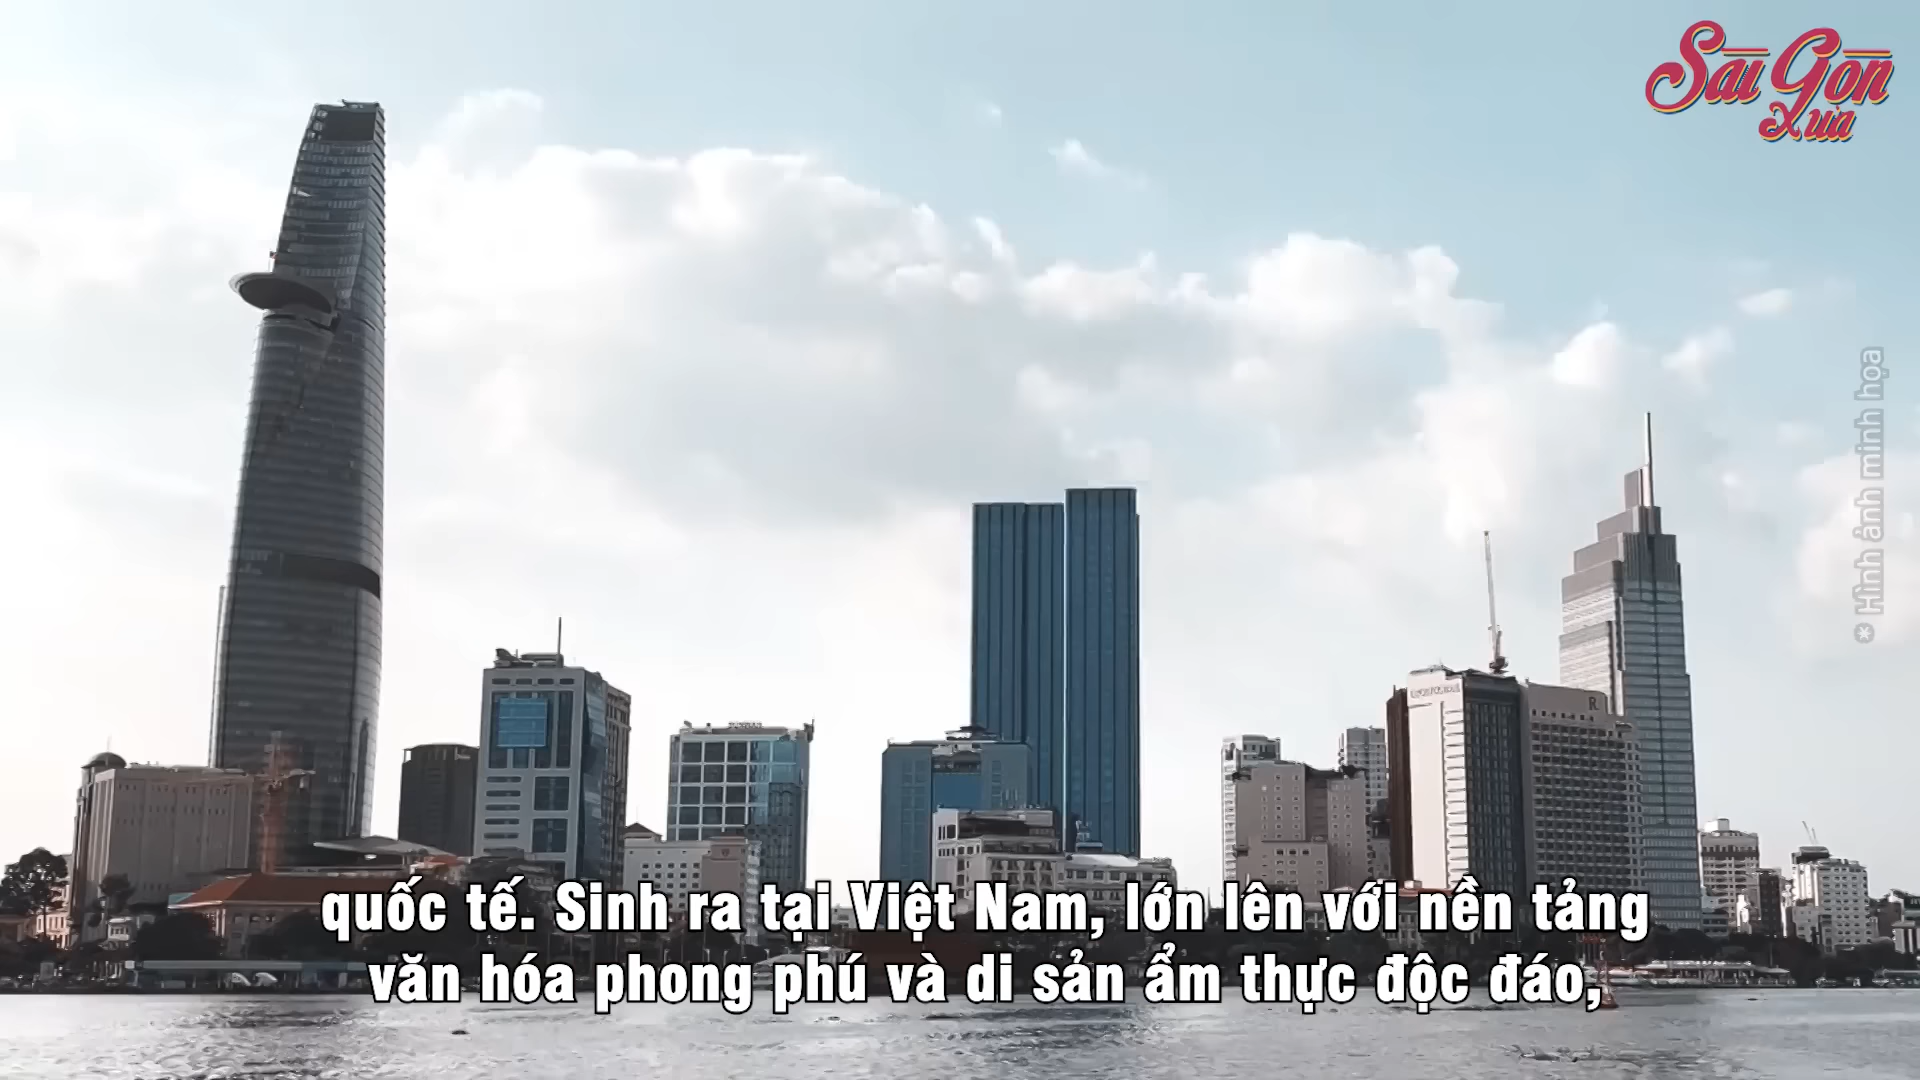 Sài Gòn
Xưa
* Hình ảnh minh họa
R
quốc tế. Sinh ra tại Việt Nam, lớn lên với nền tảng
văn hóa phong phú và di sản ẩm thực độc đáo,